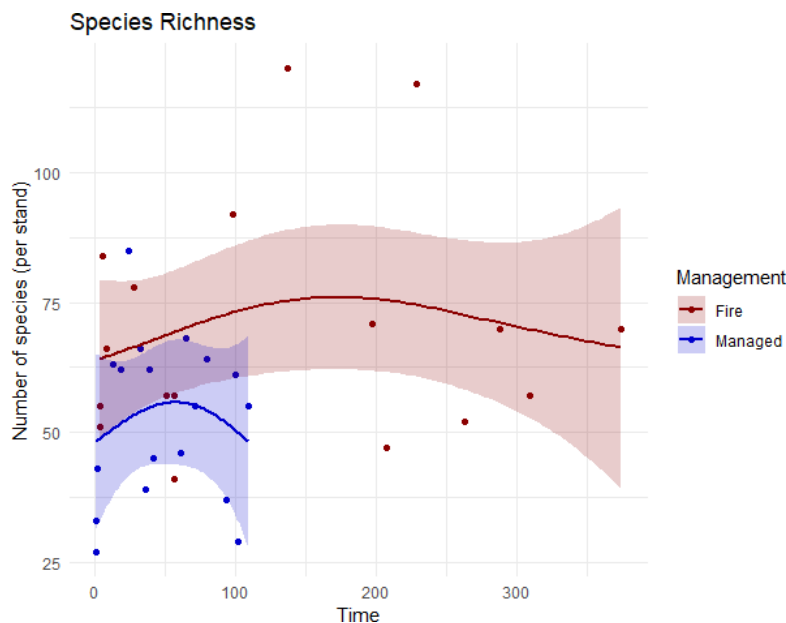 Species Richness
Number of species (per stand)
100
75
50
25
0
100
200
300
Time
Management
Fire
Managed